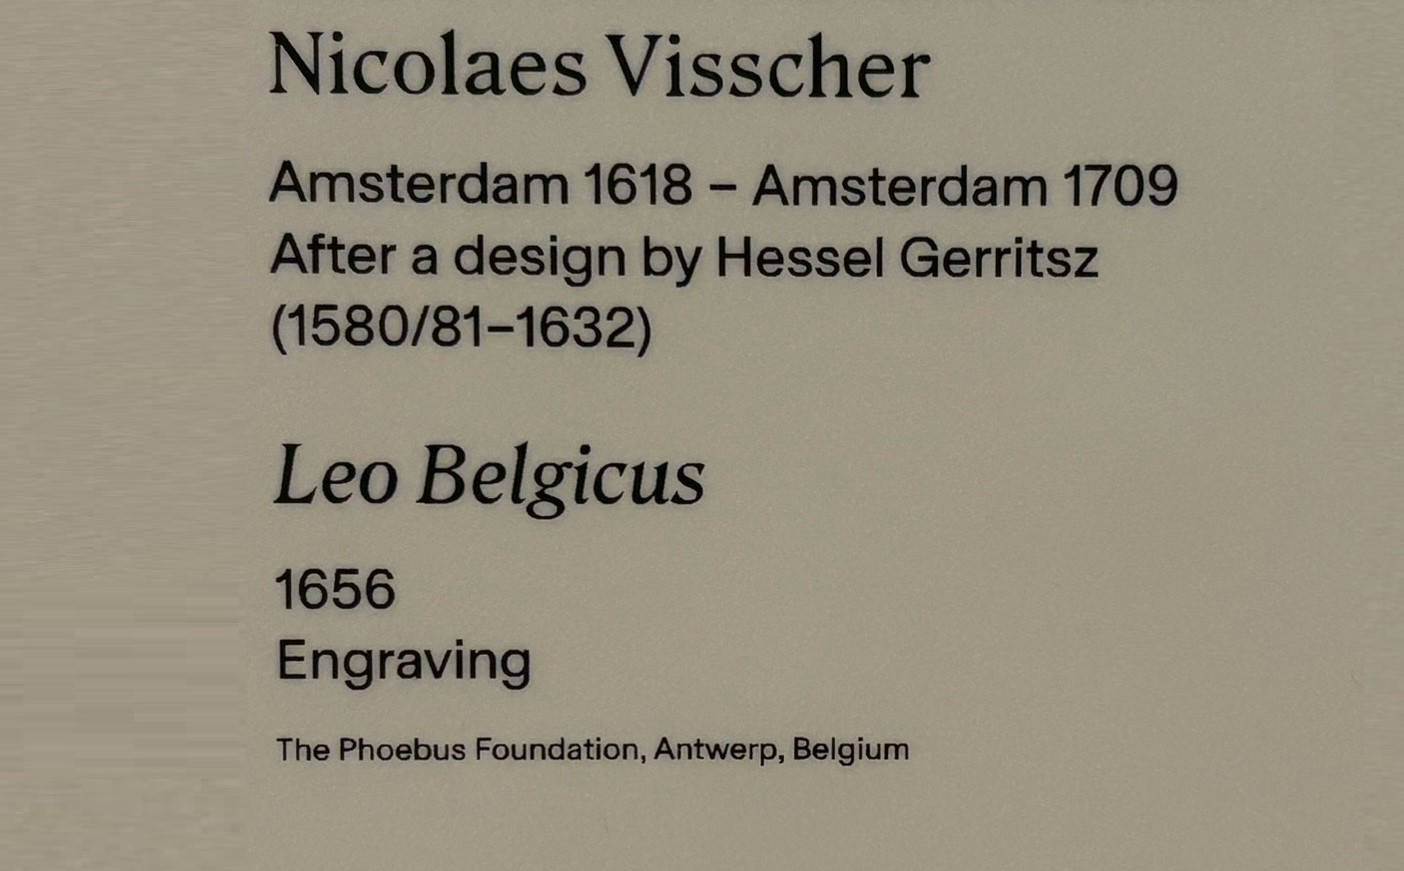 Nicolaes Visscher
Amsterdam 1618 – Amsterdam 1709
After a design by Hessel Gerritsz
(1580/81–1632)
Leo Belgicus
1656
Engraving
The Phoebus Foundation, Antwerp, Belgium